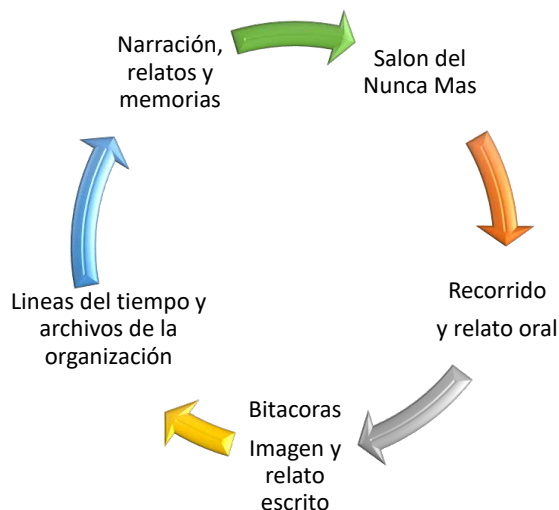 Narración,
relatos y
memorias
Salon del
Nunca Mas
Recorrido
y relato oral
Bitacoras
Imagen y
relato
escrito
Lineas del tiempo y
archivos de la
organización